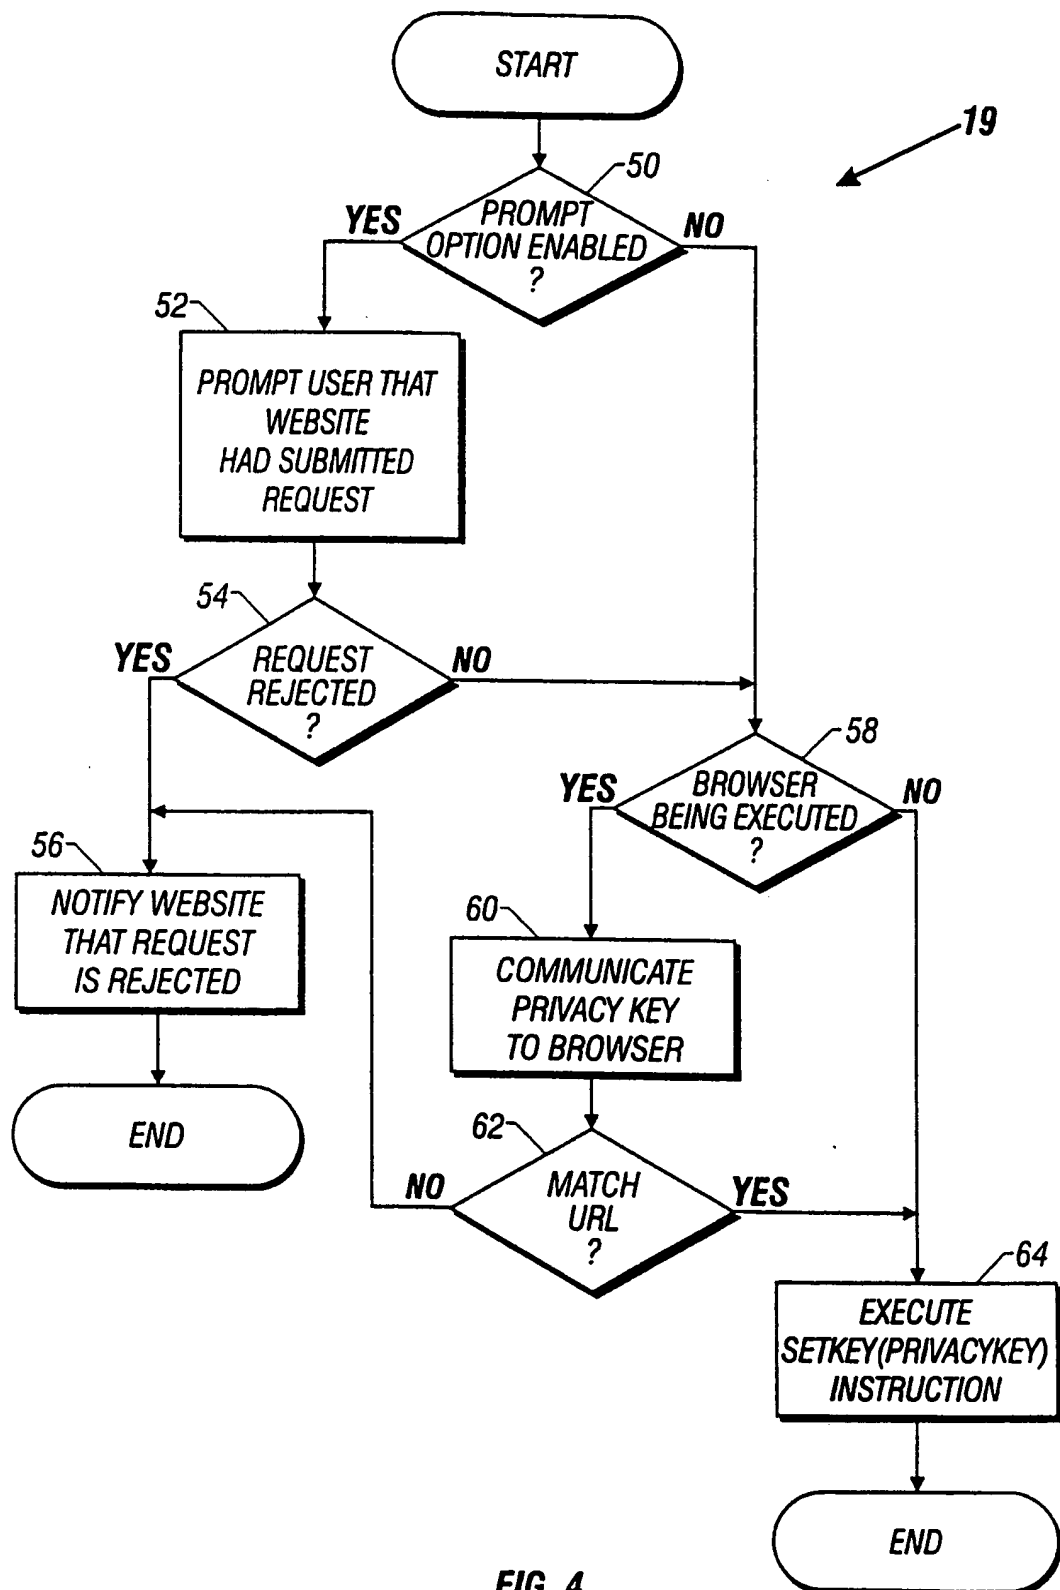 START
19
50
PROMPT
OPTION ENABLED
?
YES
NO
52
PROMPT USER THAT
WEBSITE
HAD SUBMITTED
REQUEST
54
REQUEST
REJECTED
?
YES
NO
58
BROWSER
BEING EXECUTED
?
YES
NO
56
NOTIFY WEBSITE
THAT REQUEST
IS REJECTED
END
60
COMMUNICATE
PRIVACY KEY
TO BROWSER
62
MATCH
URL
?
NO
YES
64
EXECUTE
SETKEY(PRIVACYKEY)
INSTRUCTION
END
FIG. 4